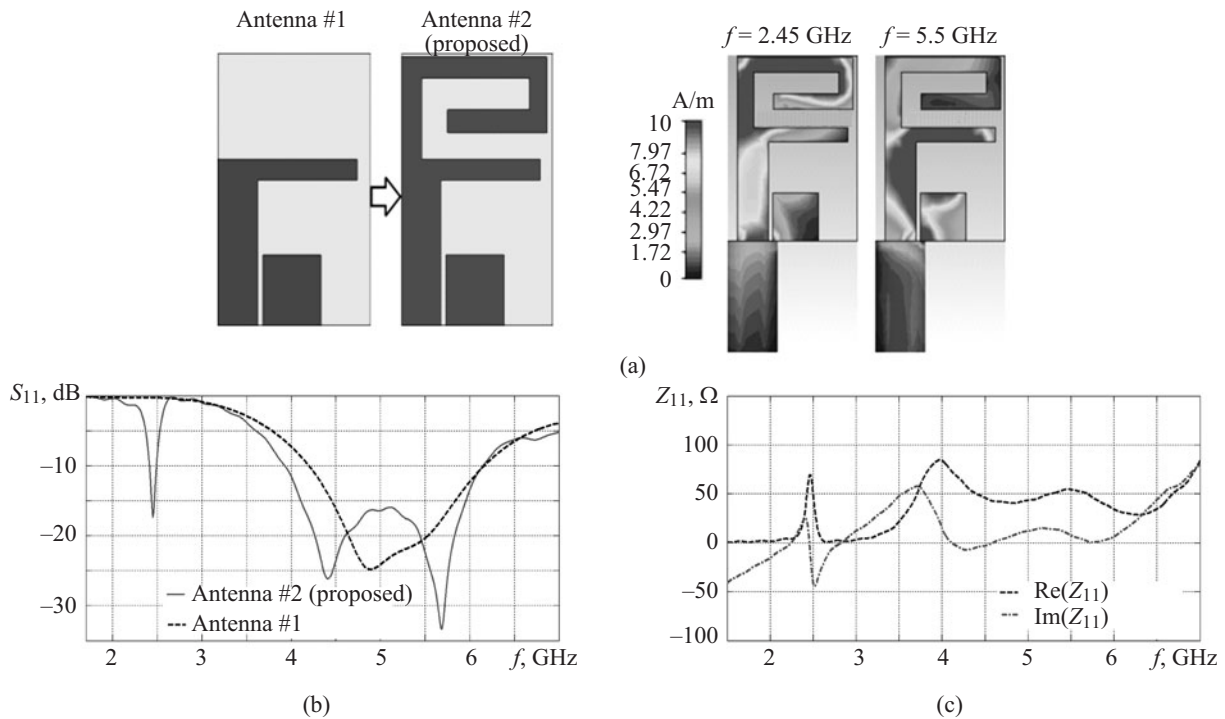 Antenna #1
Antenna #2
(proposed)
f = 2.45 GHz
f = 5.5 GHz
A/m
10
7.97
6.72
5.47
4.22
2.97
1.72
0
(a)
S11, dB
–10
–20
–30
Antenna #2 (proposed)
Antenna #1
2
3
4
5
6
f, GHz
(b)
Z11, Ω
100
50
0
–50
–100
Re(Z11)
Im(Z11)
2
3
4
5
6
f, GHz
(c)